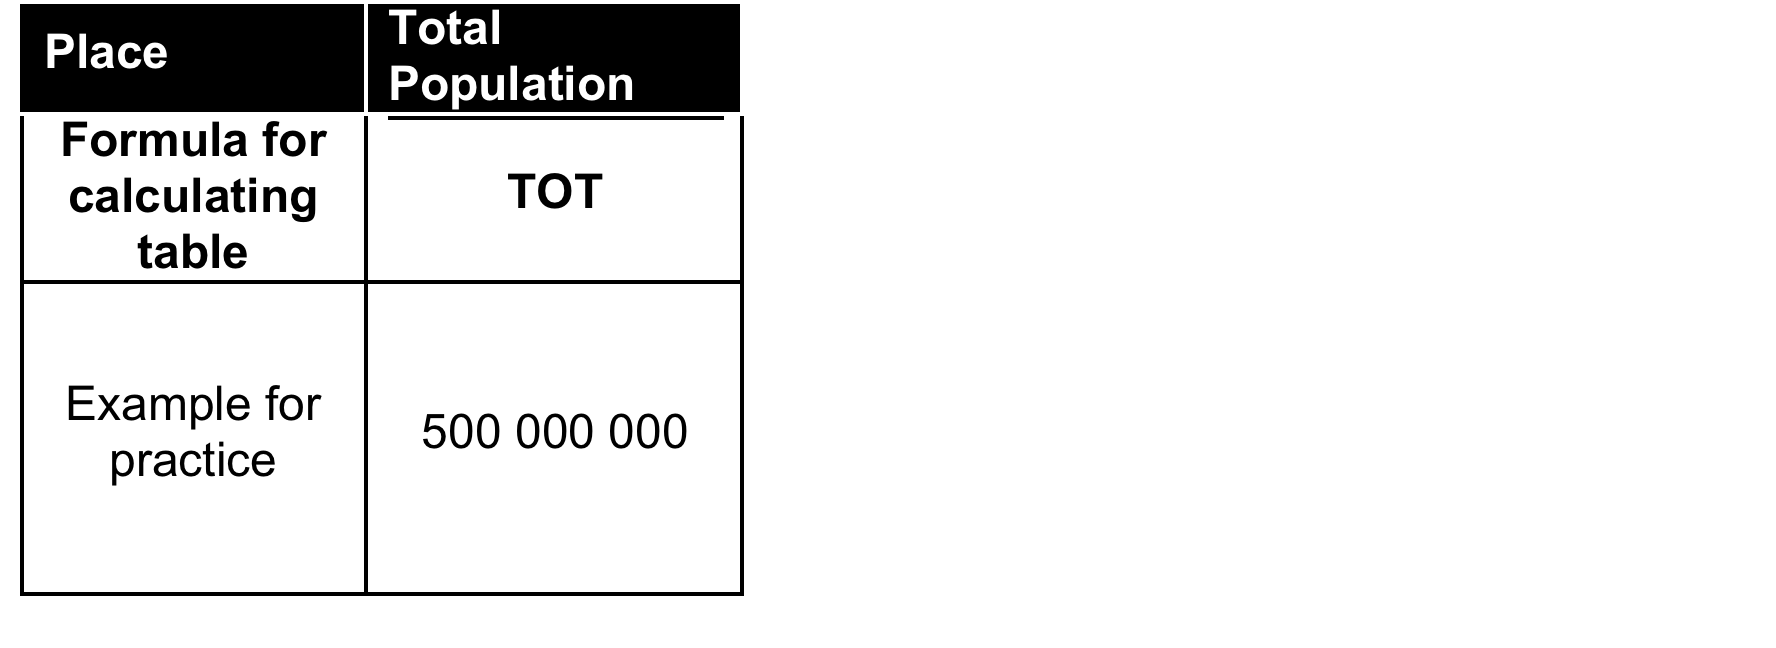 Place
Total
Population
Formula for
calculating
table
TOT
Example for
practice
500 000 000